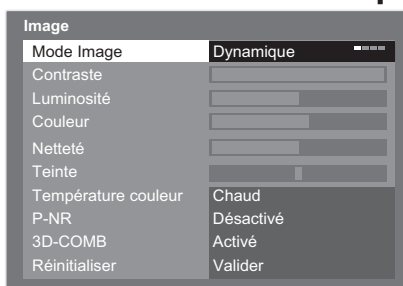 Image
Mode Image Dynamique
Contraste
Luminosité
Couleur
Netteté
Teinte
Température couleur Chaud
P-NR Désactivé
3D-COMB Activé
Réinitialiser Valider